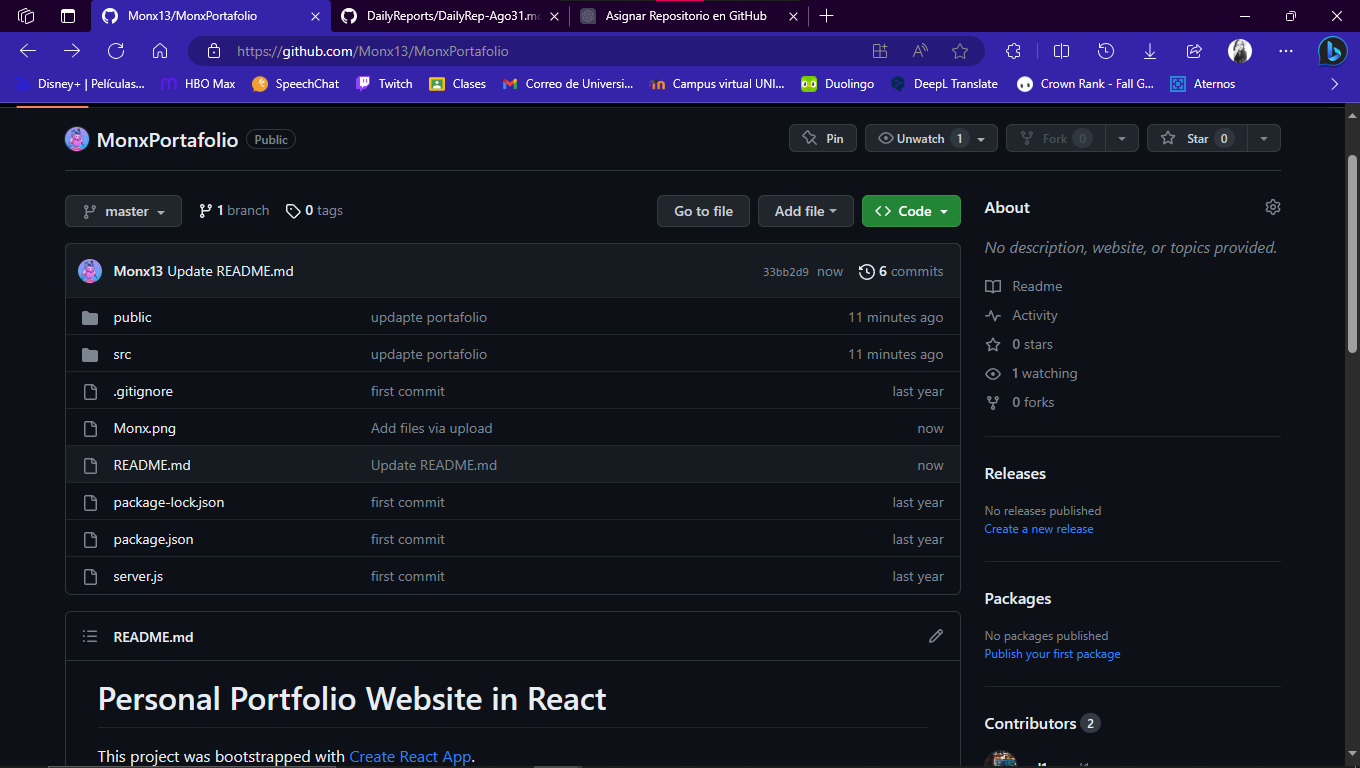 Monx13/MonxPortafolio
DailyReports/DailyRep-Ago31.m
Asignar Repositorio en GitHub
https://github.com/Monx13/MonxPortafolio
Disney+ | Películas...
HBO Max
SpeechChat
Twitch
Clases
Correo de Universi...
Campus virtual UNI...
Duolingo
DeepL Translate
Crown Rank - Fall G...
Aternos
MonxPortafolio Public
Pin
Unwatch 1
Fork 0
Star 0
master
1 branch
0 tags
Go to file
Add file
<> Code
Monx13 Update README.md 33bb2d9 now 6 commits
public updapte portafolio 11 minutes ago
src updapte portafolio 11 minutes ago
.gitignore first commit last year
Monx.png Add files via upload now
README.md Update README.md now
package-lock.json first commit last year
package.json first commit last year
server.js first commit last year
README.md
Personal Portfolio Website in React
This project was bootstrapped with Create React App.
About
No description, website, or topics provided.
Readme
Activity
0 stars
1 watching
0 forks
Releases
No releases published
Create a new release
Packages
No packages published
Publish your first package
Contributors 2